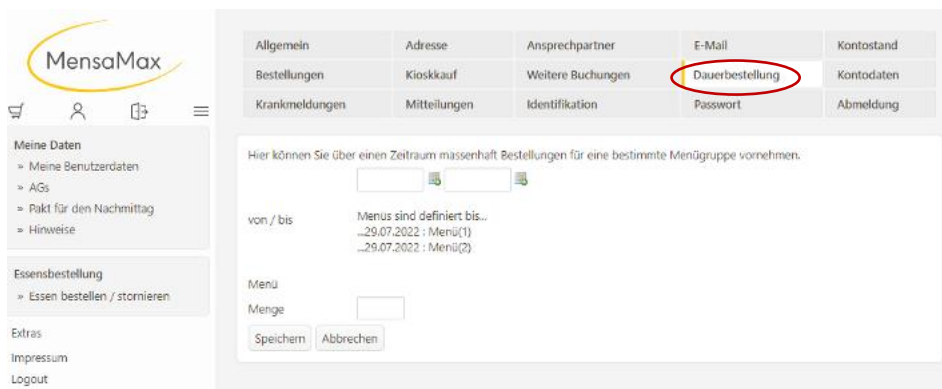 MensaMax
Meine Daten
» Meine Benutzerdaten
» AGs
» Pakt für den Nachmittag
» Hinweise
Essensbestellung
» Essen bestellen / stornieren
Extras
Impressum
Logout
Allgemein Adresse Ansprechpartner E-Mail Kontostand
Bestellungen Kioskkauf Weitere Buchungen Dauerbestellung Kontodaten
Krankmeldungen Mitteilungen Identifikation Passwort Abmeldung
Hier können Sie über einen Zeitraum massenhaft Bestellungen für eine bestimmte Menügruppe vornehmen.
von / bis
Menüs sind definiert bis...
...29.07.2022 : Menü(1)
...29.07.2022 : Menü(2)
Menü
Menge
Speichern Abbrechen